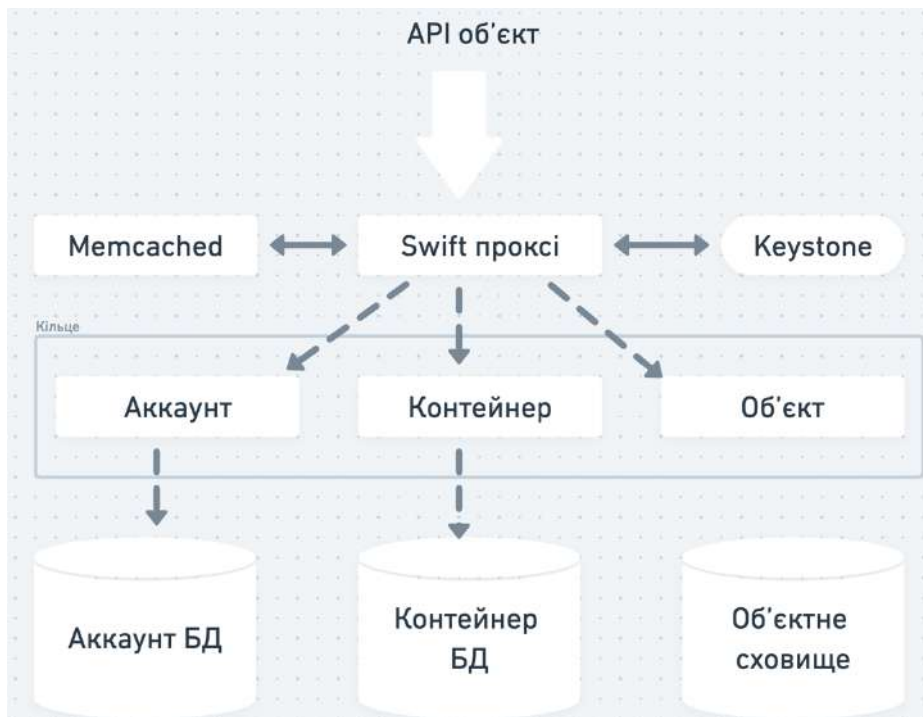 API об’єкт
Memcached
Swift проксі
Keystone
Кільце
Аккаунт
Контейнер
Об’єкт
Аккаунт БД
Контейнер
БД
Об’єктне
сховище